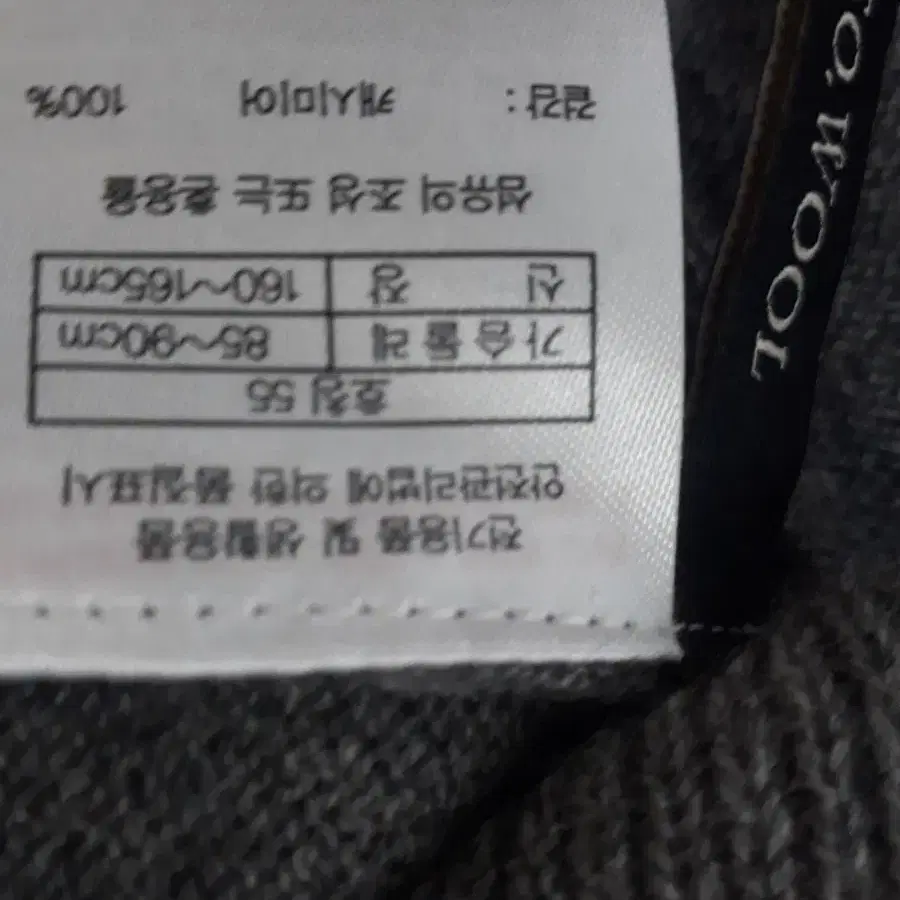 전기용품 및 생활용품
안전관리법에 의한 품질표시
호칭 55
가슴둘레 85~90cm
신 장 160~165cm
섬유의 조성 또는 혼용율
겉감: 캐시미어 100%
WOOL